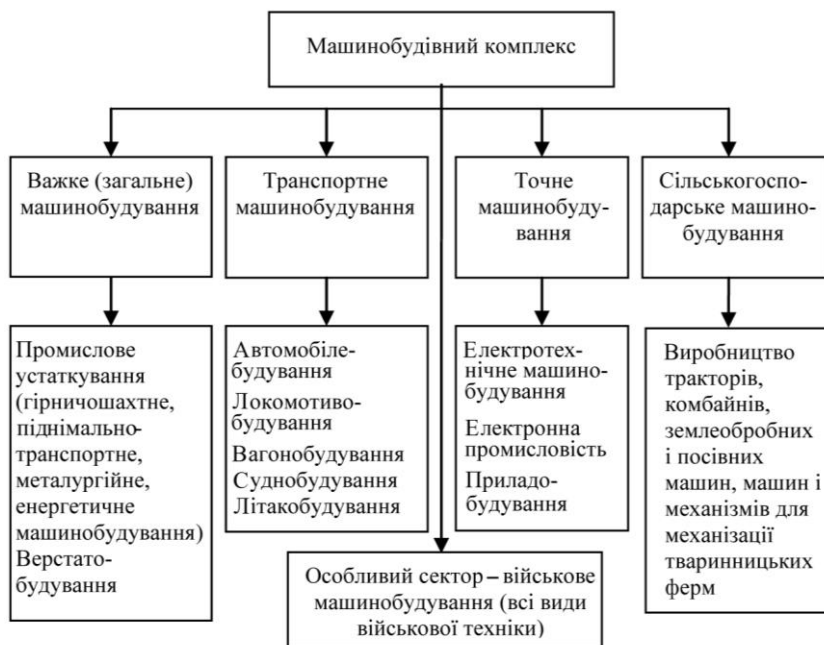 Машинобудівний комплекс
Важке (загальне)
машинобудування
Транспортне
машинобудування
Точне
машинобуду-
вання
Сільськогоспо-
дарське машино-
будування
Промислове
устаткування
(гірничошахтне,
піднімально-
транспортне,
металургійне,
енергетичне
машинобудування)
Верстато-
будування
Автомобіле-
будування
Локомотиво-
будування
Вагонобудування
Суднобудування
Літакобудування
Електротех-
нічне машино-
будування
Електронна
промисловість
Приладо-
будування
Виробництво
тракторів,
комбайнів,
землеобробних
і посівних
машин, машин і
механізмів для
механізації
тваринницьких
ферм
Особливий сектор – військове
машинобудування (всі види
військової техніки)